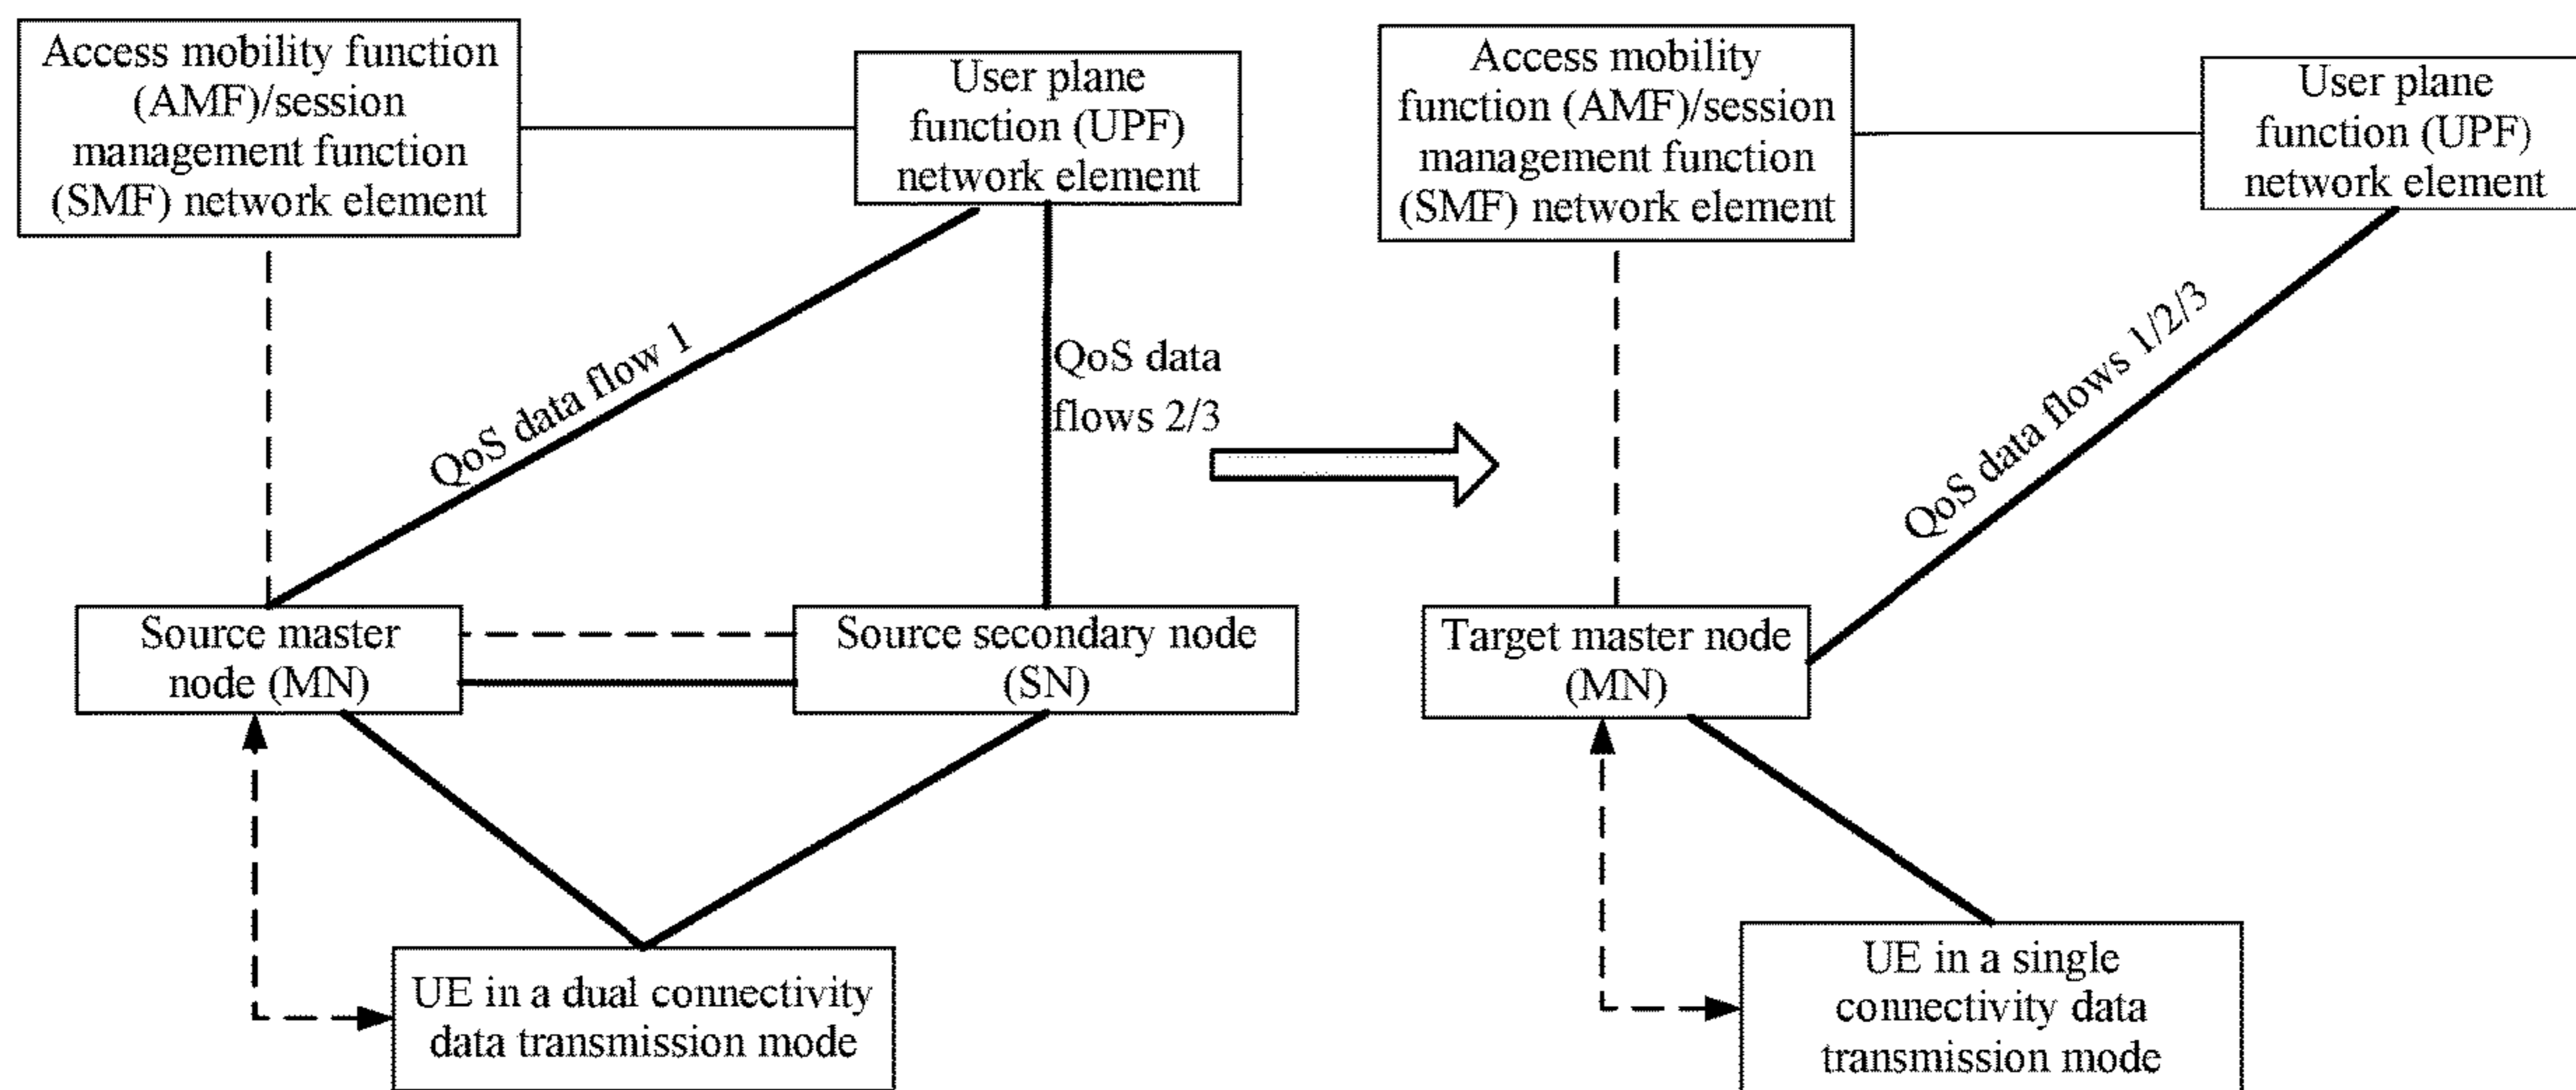 Access mobility function
(AMF)/session
management function
(SMF) network element
User plane
function (UPF)
network element
QoS data flow 1
QoS data
flows 2/3
Source master
node (MN)
Source secondary node
(SN)
UE in a dual connectivity
data transmission mode
Access mobility
function (AMF)/session
management function
(SMF) network element
User plane
function (UPF)
network element
QoS data flows 1/2/3
Target master node
(MN)
UE in a single
connectivity data
transmission mode